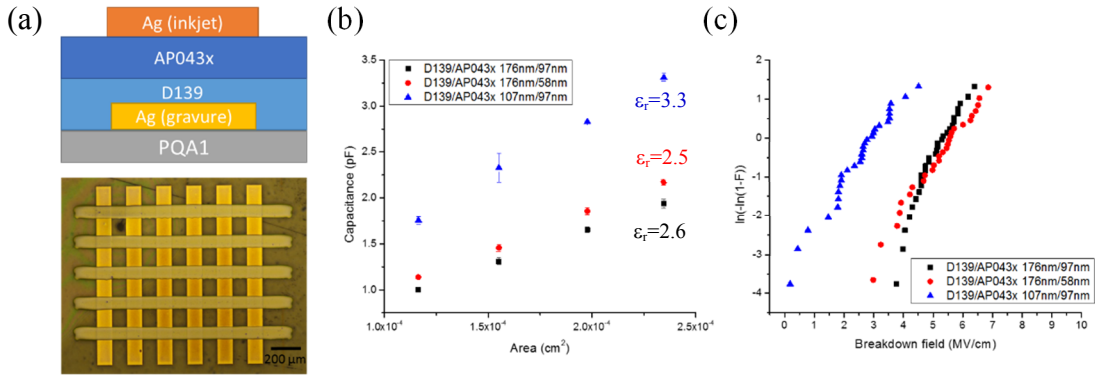 (a)
Ag (inkjet)
AP043x
D139
Ag (gravure)
PQA1
200 μm
(b)
3.5
3.0
2.5
2.0
1.5
1.0
Capacitance (pF)
D139/AP043x 176nm/97nm
D139/AP043x 176nm/58nm
D139/AP043x 107nm/97nm
εr=3.3
εr=2.5
εr=2.6
1.0x10-4
1.5x10-4
2.0x10-4
2.5x10-4
Area (cm2)
(c)
2
1
0
-1
-2
-3
-4
ln(-ln(1-F))
D139/AP043x 176nm/97nm
D139/AP043x 176nm/58nm
D139/AP043x 107nm/97nm
0 1 2 3 4 5 6 7 8 9 10
Breakdown field (MV/cm)